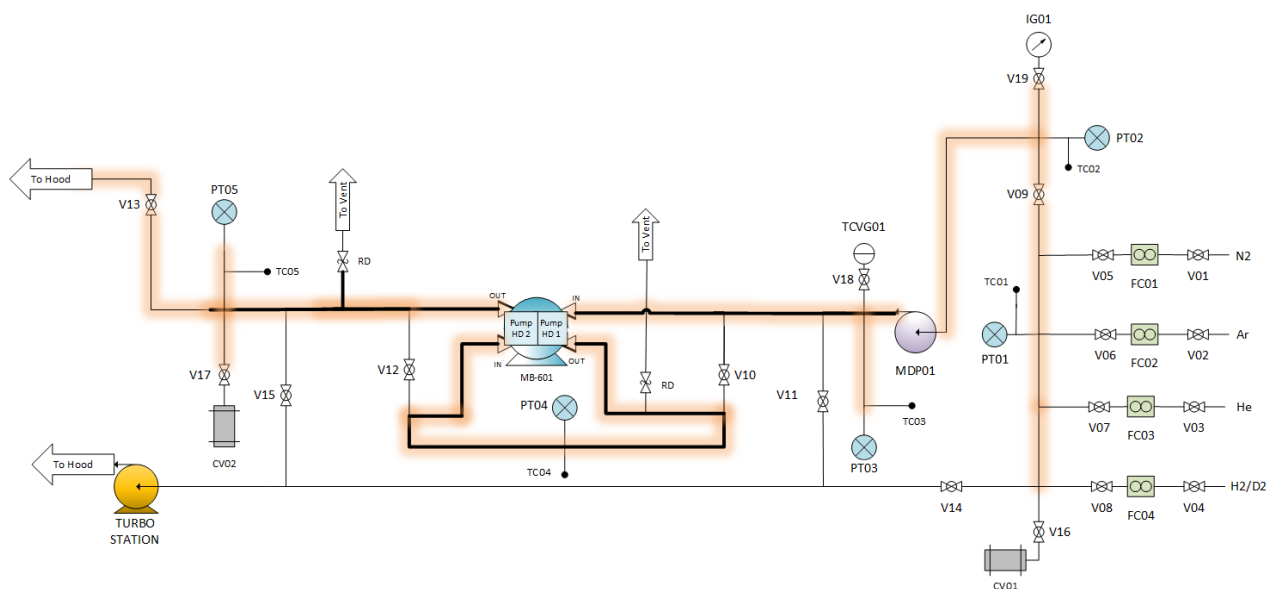 IG01
V19
PT02
TC02
To Hood
PT05
V13
To Vent
V09
To Vent
TCVG01
TC05
RD
V18
V05
FC01
V01
N2
TC01
OUT
IN
Pump
HD 2
Pump
HD 1
PT01
V06
FC02
V02
Ar
MDP01
IN
OUT
MB-601
V17
V15
V12
RD
V10
V11
PT04
TC03
V07
FC03
V03
He
CV02
TC04
PT03
To Hood
TURBO
STATION
V14
V08
FC04
V04
H2/D2
V16
CV01